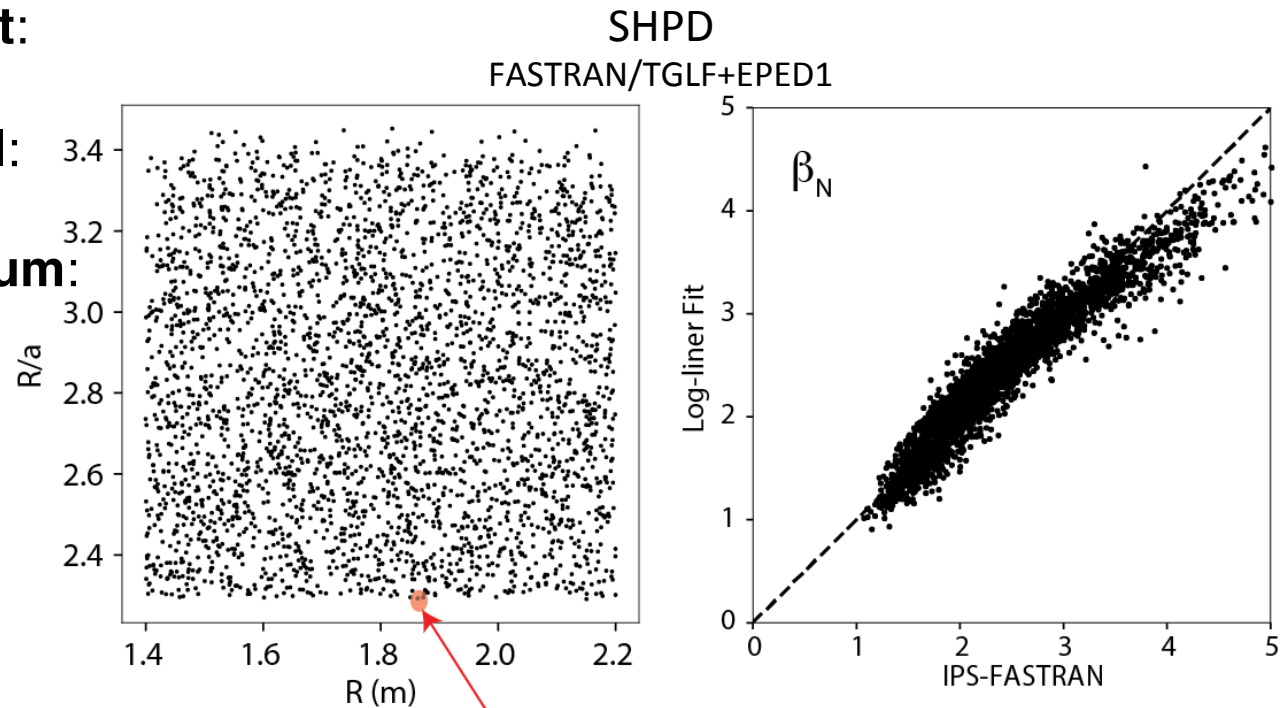 t:
SHPD
FASTRAN/TGLF+EPED1
l:
um:
3.4
3.2
3.0
2.8
2.6
2.4
R/a
1.4 1.6 1.8 2.0 2.2
R (m)
5
4
3
2
1
0
βN
Log-liner Fit
0 1 2 3 4 5
IPS-FASTRAN